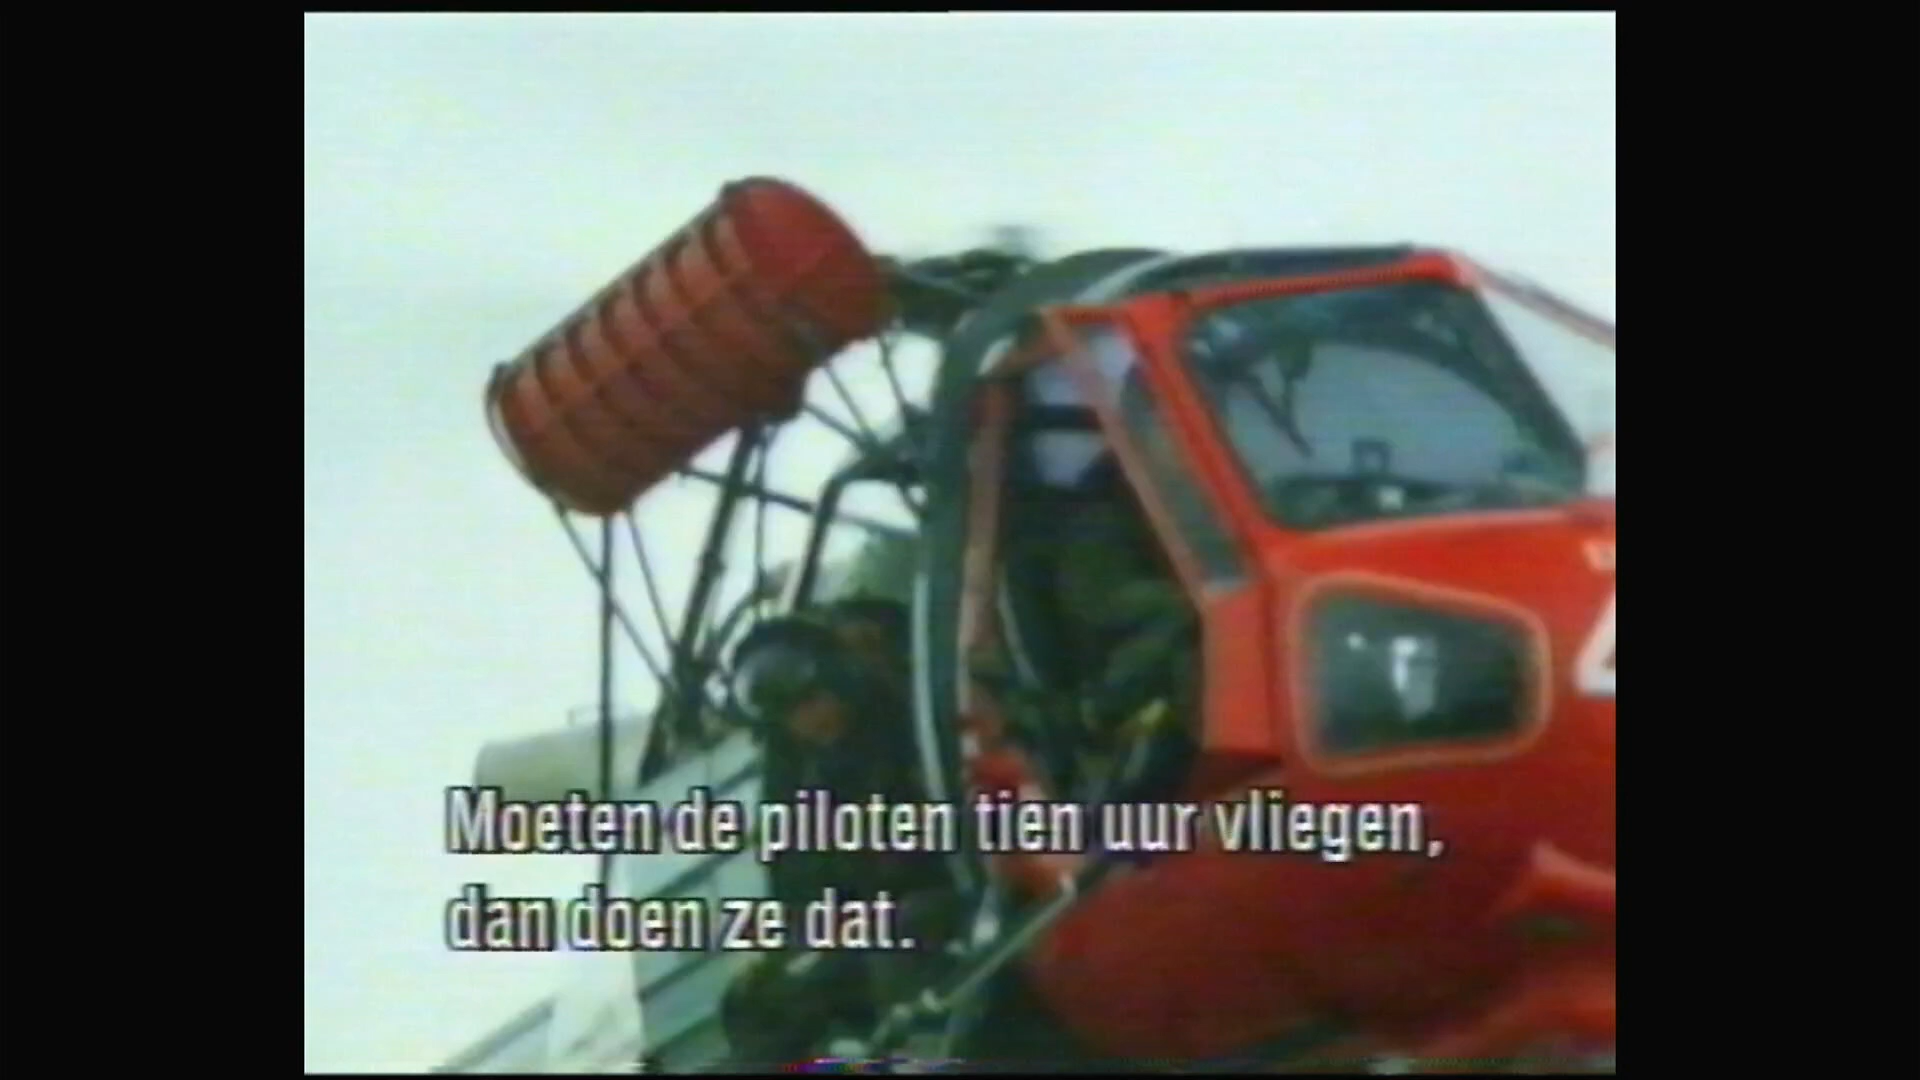 Moeten de piloten tien uur vliegen,
dan doen ze dat.